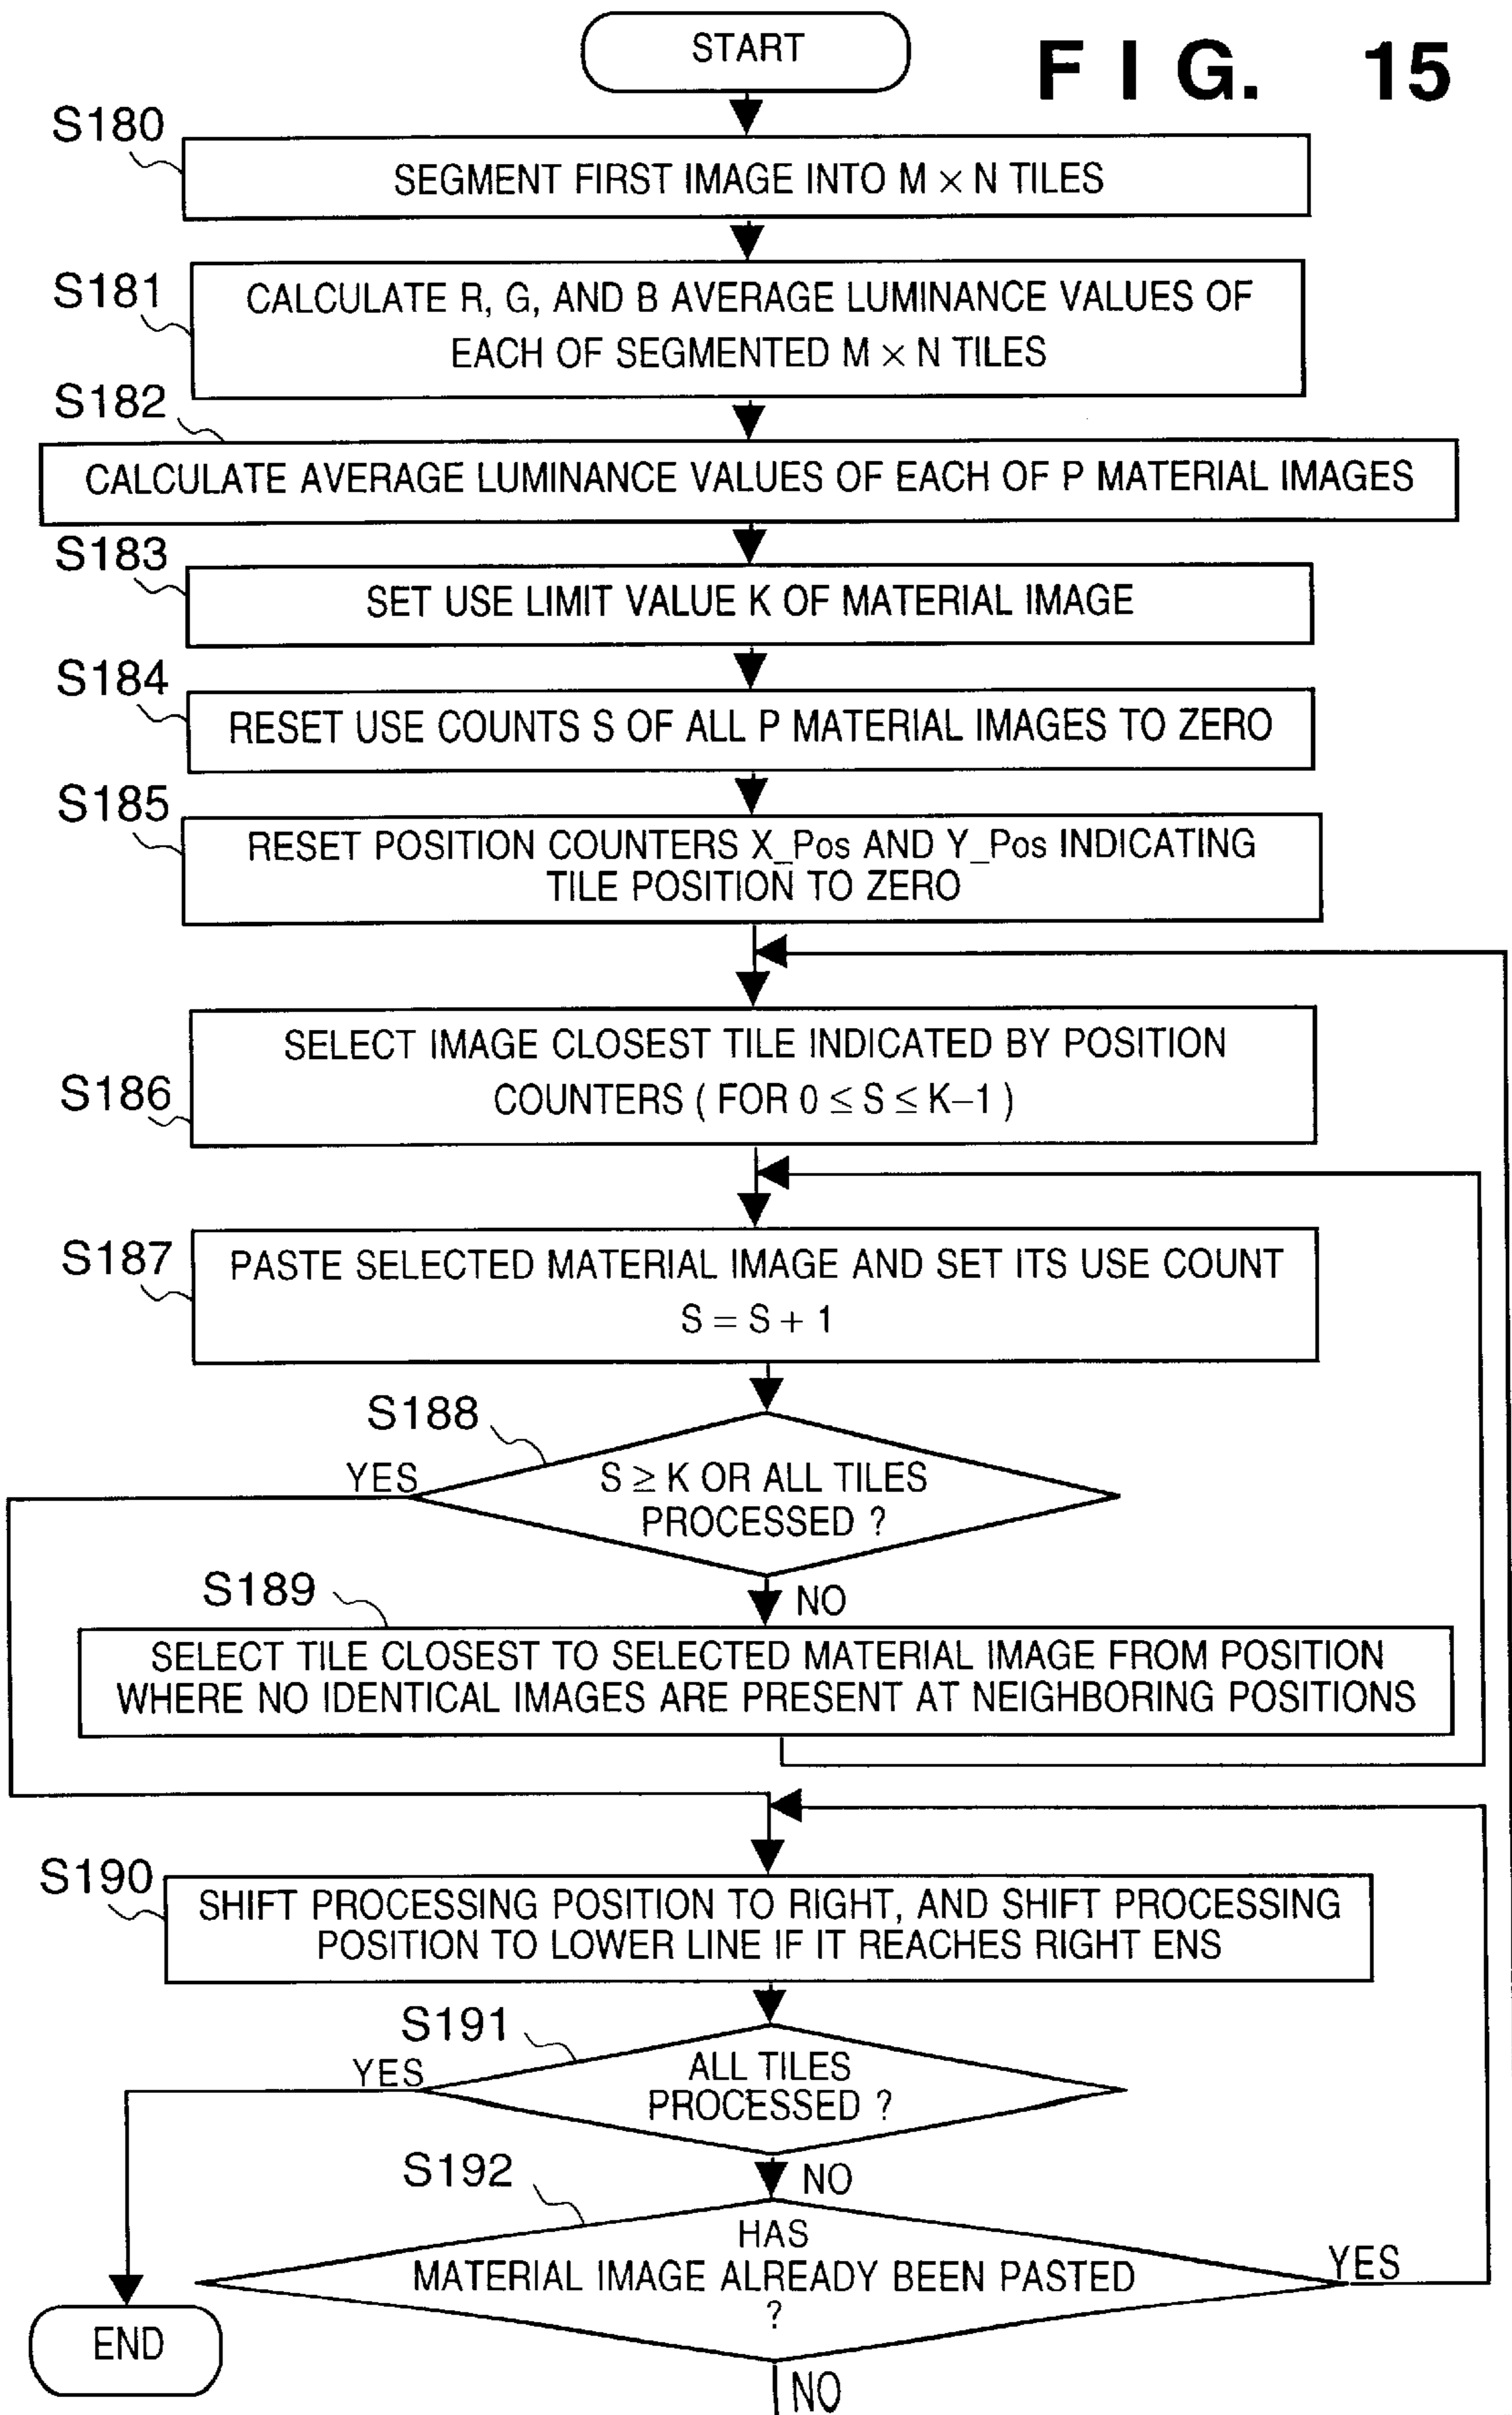 START
FIG. 15
S180
SEGMENT FIRST IMAGE INTO M × N TILES
S181
CALCULATE R, G, AND B AVERAGE LUMINANCE VALUES OF
EACH OF SEGMENTED M × N TILES
S182
CALCULATE AVERAGE LUMINANCE VALUES OF EACH OF P MATERIAL IMAGES
S183
SET USE LIMIT VALUE K OF MATERIAL IMAGE
S184
RESET USE COUNTS S OF ALL P MATERIAL IMAGES TO ZERO
S185
RESET POSITION COUNTERS X_Pos AND Y_Pos INDICATING
TILE POSITION TO ZERO
S186
SELECT IMAGE CLOSEST TILE INDICATED BY POSITION
COUNTERS ( FOR 0 ≤ S ≤ K−1 )
S187
PASTE SELECTED MATERIAL IMAGE AND SET ITS USE COUNT
S = S + 1
S188
YES
S ≥ K OR ALL TILES
PROCESSED ?
NO
S189
SELECT TILE CLOSEST TO SELECTED MATERIAL IMAGE FROM POSITION
WHERE NO IDENTICAL IMAGES ARE PRESENT AT NEIGHBORING POSITIONS
S190
SHIFT PROCESSING POSITION TO RIGHT, AND SHIFT PROCESSING
POSITION TO LOWER LINE IF IT REACHES RIGHT ENS
S191
YES
ALL TILES
PROCESSED ?
NO
S192
HAS
MATERIAL IMAGE ALREADY BEEN PASTED
?
YES
END
NO